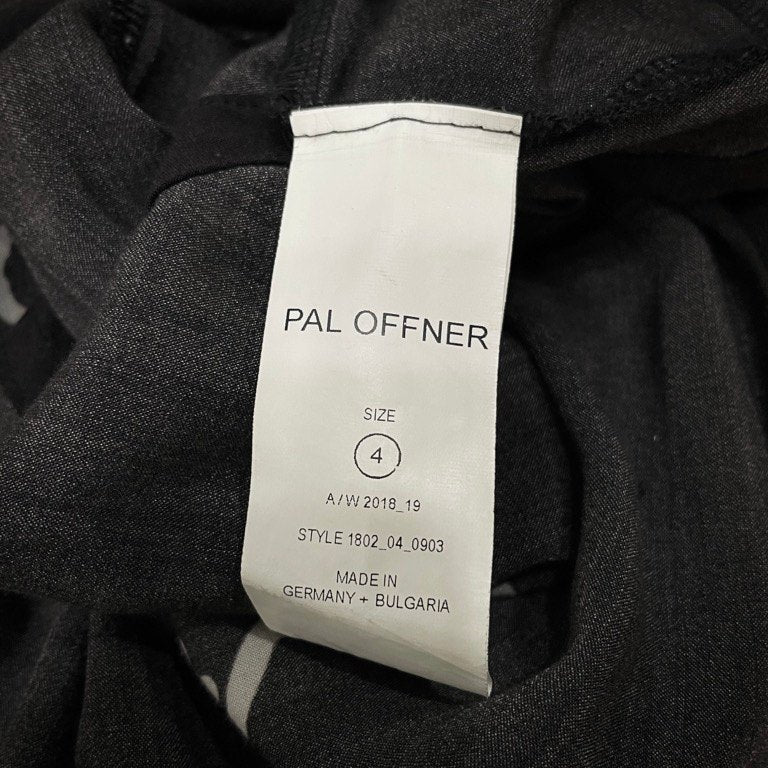 PAL OFFNER
SIZE
4
A/W 2018_19
STYLE 1802_04_0903
MADE IN
GERMANY + BULGARIA